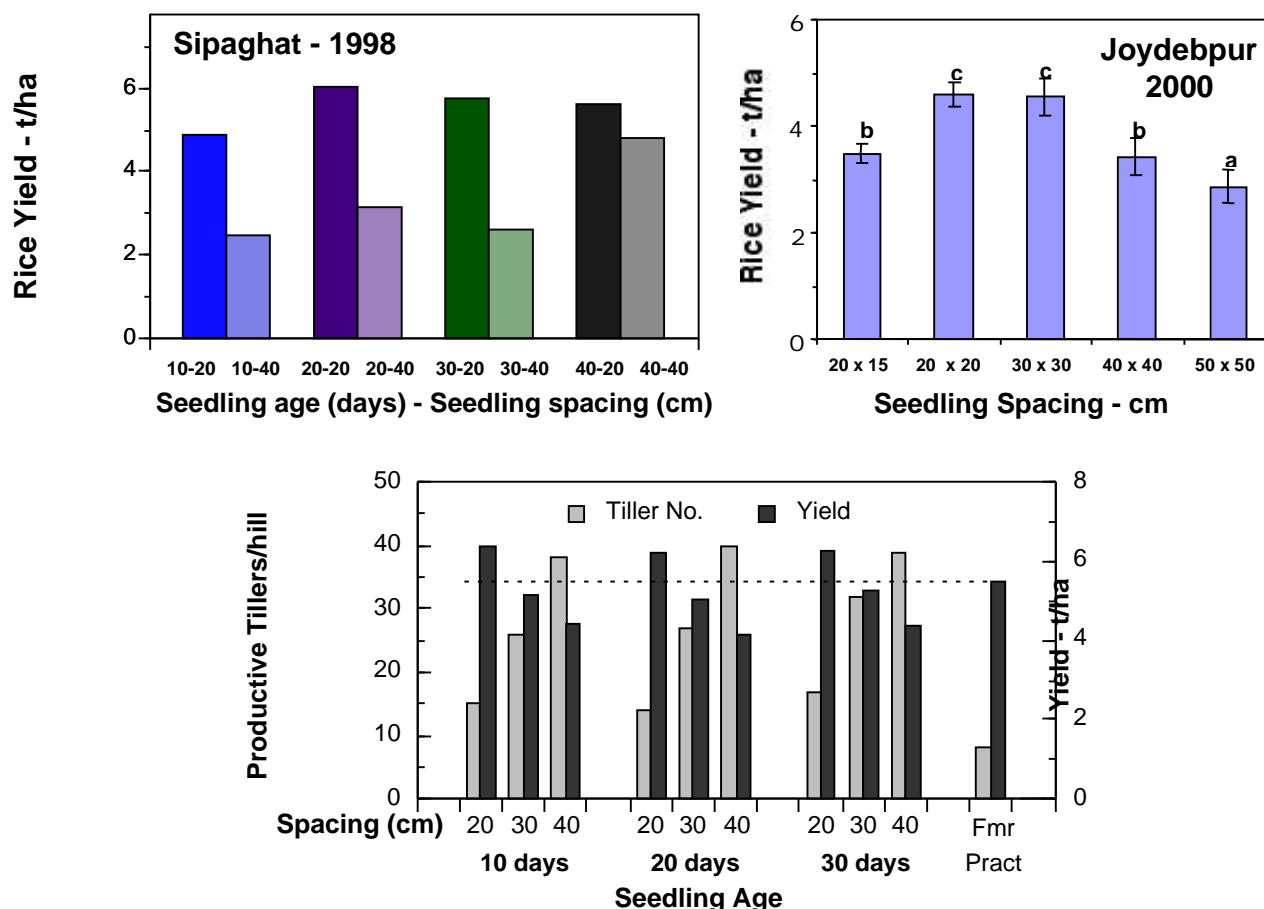 Sipaghat - 1998
Rice Yield - t/ha
6
4
2
0
10-20 10-40 20-20 20-40 30-20 30-40 40-20 40-40
Seedling age (days) - Seedling spacing (cm)
Joydebpur
2000
Rice Yield - t/ha
6
4
2
0
b c c b a
20 x 15 20 x 20 30 x 30 40 x 40 50 x 50
Seedling Spacing - cm
Productive Tillers/hill
50
40
30
20
10
0
Tiller No. Yield
8
6
4
2
0
Yield - t/ha
Spacing (cm) 20 30 40 20 30 40 20 30 40 Fmr
10 days 20 days 30 days Pract
Seedling Age